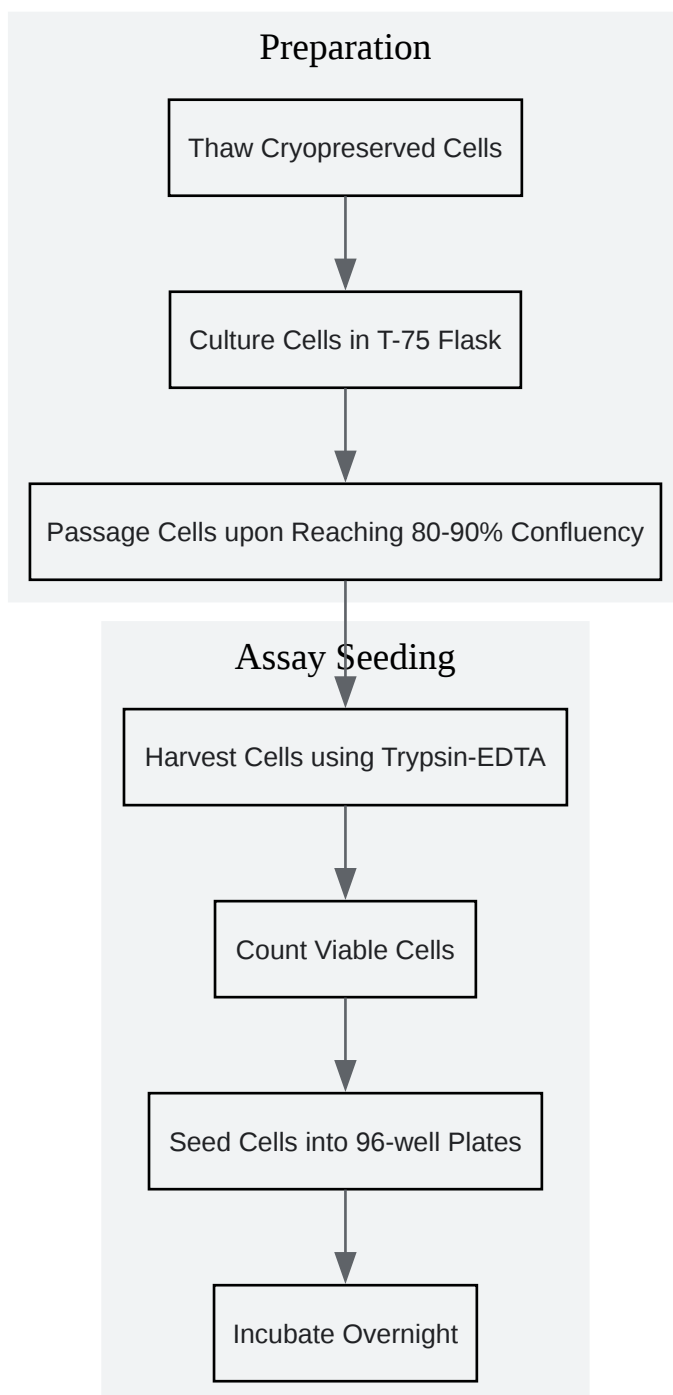 Preparation
Thaw Cryopreserved Cells
Culture Cells in T-75 Flask
Passage Cells upon Reaching 80-90% Confluency
Assay Seeding
Harvest Cells using Trypsin-EDTA
Count Viable Cells
Seed Cells into 96-well Plates
Incubate Overnight